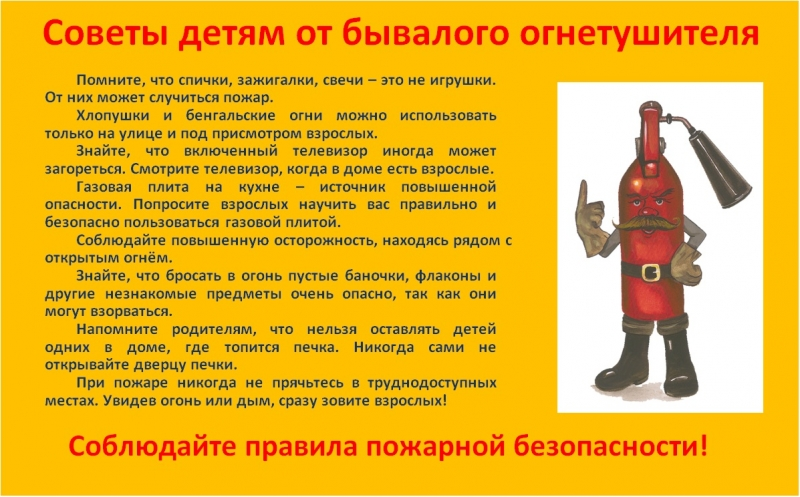 Советы детям от бывалого огнетушителя
Помните, что спички, зажигалки, свечи – это не игрушки.
От них может случиться пожар.
Хлопушки и бенгальские огни можно использовать
только на улице и под присмотром взрослых.
Знайте, что включенный телевизор иногда может
загореться. Смотрите телевизор, когда в доме есть взрослые.
Газовая плита на кухне – источник повышенной
опасности. Попросите взрослых научить вас правильно и
безопасно пользоваться газовой плитой.
Соблюдайте повышенную осторожность, находясь рядом с
открытым огнём.
Знайте, что бросать в огонь пустые баночки, флаконы и
другие незнакомые предметы очень опасно, так как они
могут взорваться.
Напомните родителям, что нельзя оставлять детей
одних в доме, где топится печка. Никогда сами не
открывайте дверцу печки.
При пожаре никогда не прячьтесь в труднодоступных
местах. Увидев огонь или дым, сразу зовите взрослых!
Соблюдайте правила пожарной безопасности!